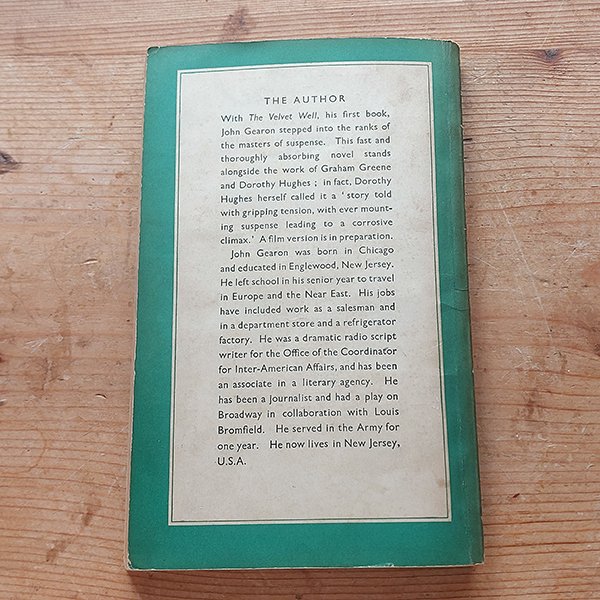 THE AUTHOR
With The Velvet Well, his first book,
John Gearon stepped into the ranks of
the masters of suspense. This fast and
thoroughly absorbing novel stands
alongside the work of Graham Greene
and Dorothy Hughes ; in fact, Dorothy
Hughes herself called it a ‘ story told
with gripping tension, with ever mount-
ing suspense leading to a corrosive
climax.’ A film version is in preparation.
John Gearon was born in Chicago
and educated in Englewood, New Jersey.
He left school in his senior year to travel
in Europe and the Near East. His jobs
have included work as a salesman and
in a department store and a refrigerator
factory. He was a dramatic radio script
writer for the Office of the Coordinator
for Inter-American Affairs, and has been
an associate in a literary agency. He
has been a journalist and had a play on
Broadway in collaboration with Louis
Bromfield. He served in the Army for
one year. He now lives in New Jersey,
U.S.A.